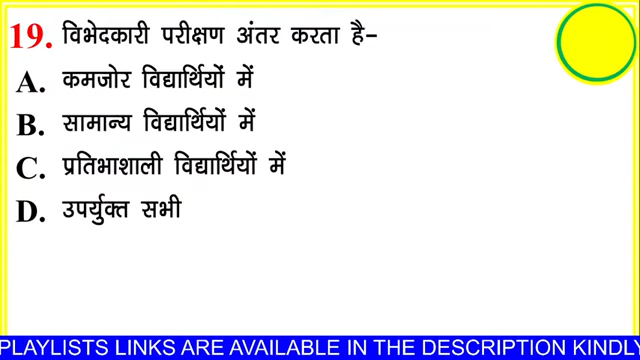 19. विभेदकारी परीक्षण अंतर करता है-
A. कमजोर विद्यार्थियों में
B. सामान्य विद्यार्थियों में
C. प्रतिभाशाली विद्यार्थियों में
D. उपर्युक्त सभी
PLAYLISTS LINKS ARE AVAILABLE IN THE DESCRIPTION KINDLY